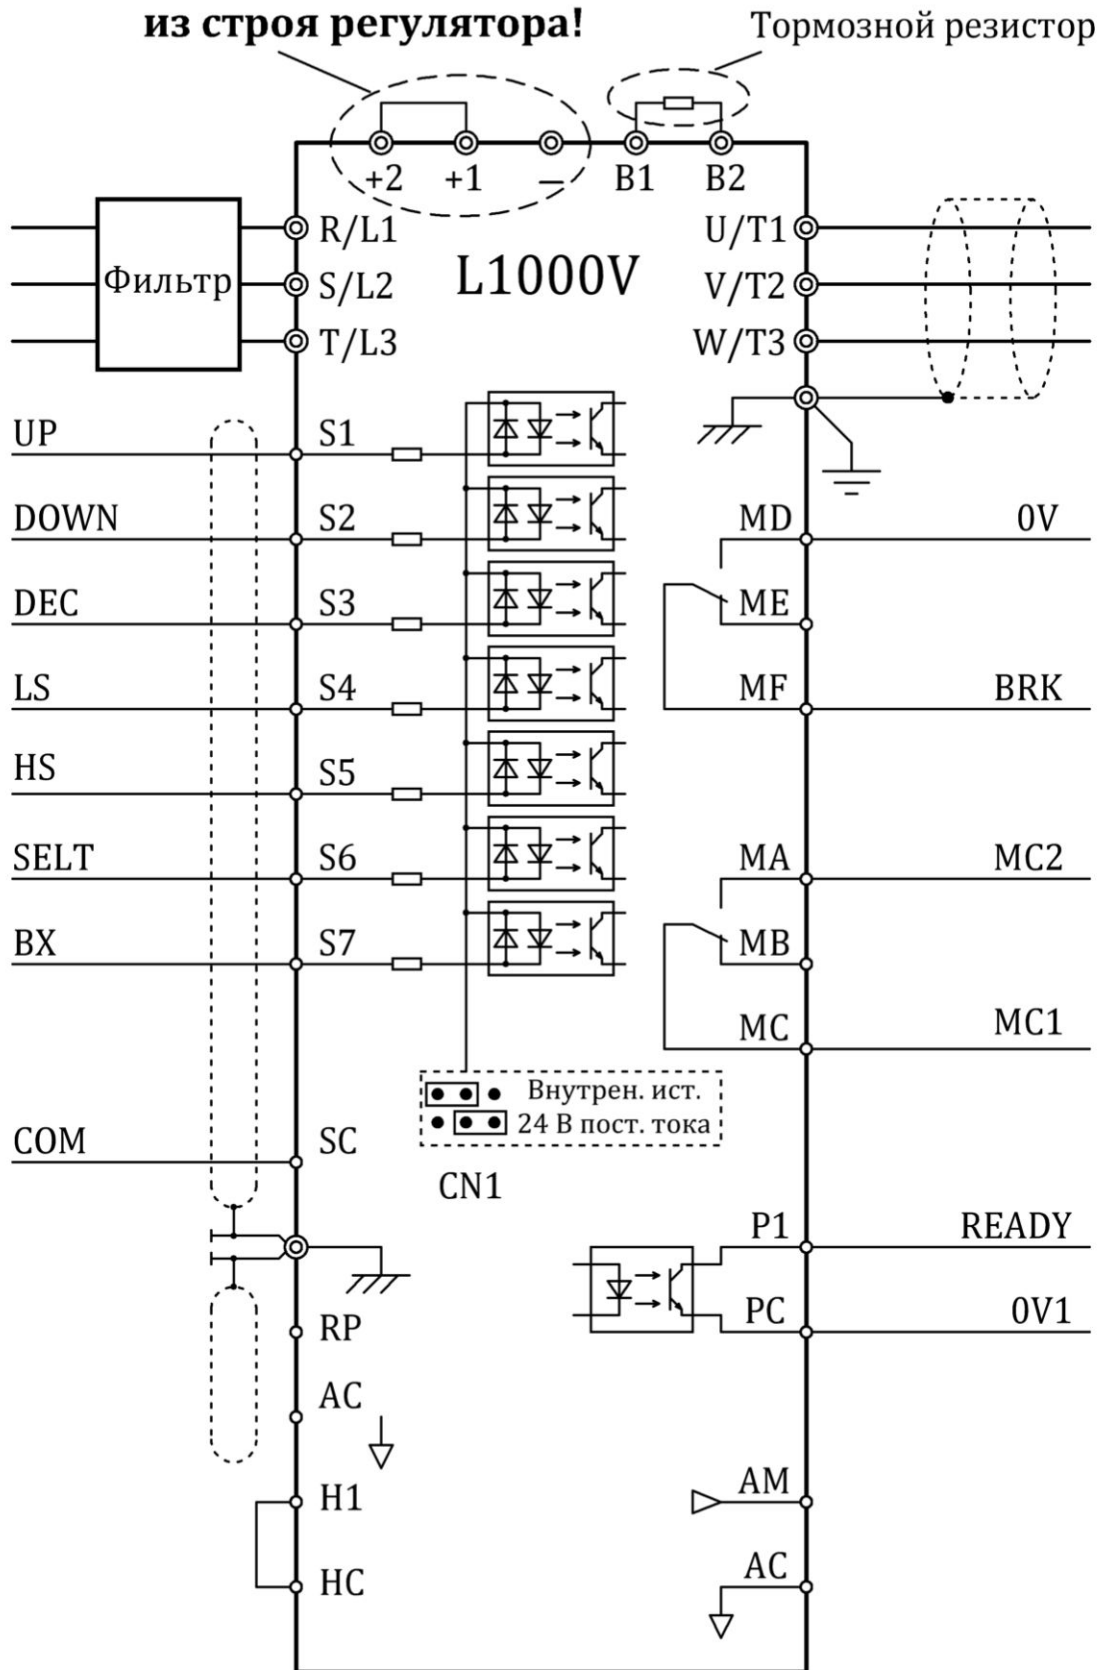 из строя регулятора!
Тормозной резистор
+2 +1 − B1 B2
R/L1 U/T1
Фильтр S/L2 L1000V V/T2
T/L3 W/T3
UP S1
DOWN S2 MD 0V
DEC S3 ME
LS S4 MF BRK
HS S5
SELT S6 MA MC2
BX S7 MB
MC MC1
Внутрен. ист.
24 В пост. тока
COM SC
CN1
P1 READY
RP PC 0V1
AC
H1 AM
HC AC